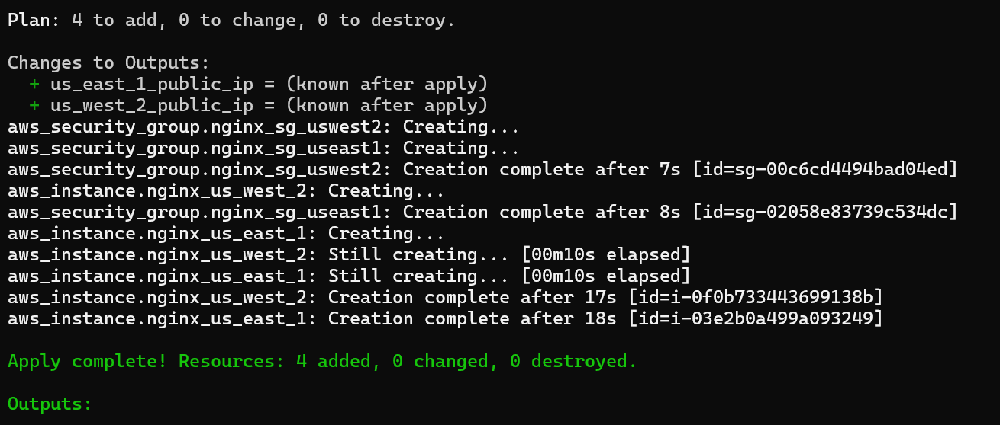 Plan: 4 to add, 0 to change, 0 to destroy.
Changes to Outputs:
+ us_east_1_public_ip = (known after apply)
+ us_west_2_public_ip = (known after apply)
aws_security_group.nginx_sg_uswest2: Creating...
aws_security_group.nginx_sg_useast1: Creating...
aws_security_group.nginx_sg_uswest2: Creation complete after 7s [id=sg-00c6cd4494bad04ed]
aws_instance.nginx_us_west_2: Creating...
aws_security_group.nginx_sg_useast1: Creation complete after 8s [id=sg-02058e83739c534dc]
aws_instance.nginx_us_east_1: Creating...
aws_instance.nginx_us_west_2: Still creating... [00m10s elapsed]
aws_instance.nginx_us_east_1: Still creating... [00m10s elapsed]
aws_instance.nginx_us_west_2: Creation complete after 17s [id=i-0f0b733443699138b]
aws_instance.nginx_us_east_1: Creation complete after 18s [id=i-03e2b0a499a093249]
Apply complete! Resources: 4 added, 0 changed, 0 destroyed.
Outputs: